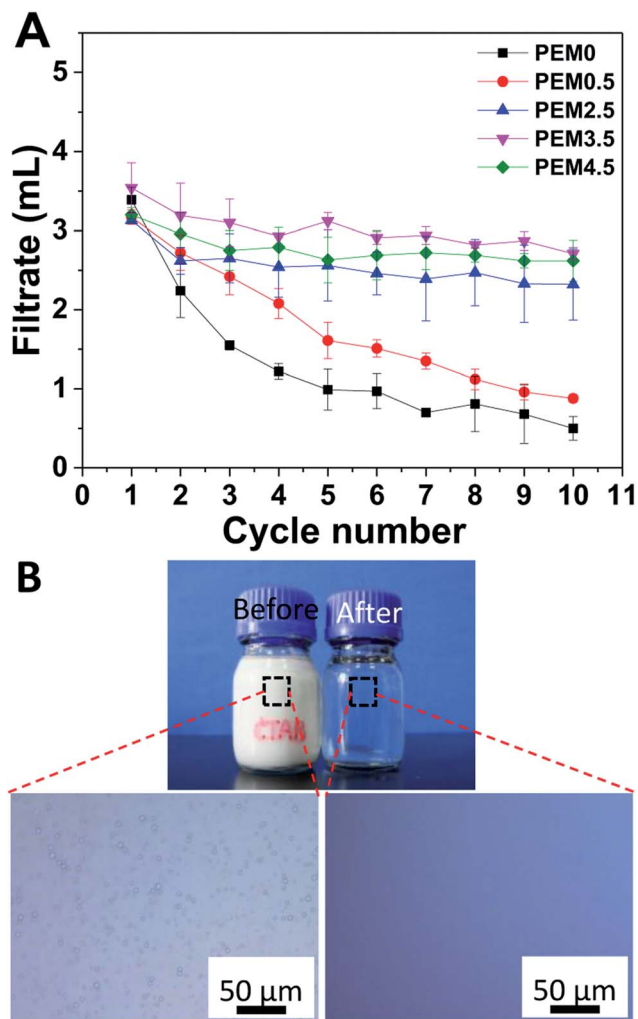 A
PEM0
PEM0.5
PEM2.5
PEM3.5
PEM4.5
Filtrate (mL)
5
4
3
2
1
0
0 1 2 3 4 5 6 7 8 9 10 11
Cycle number
B
Before After
CTAB
50 µm 50 µm